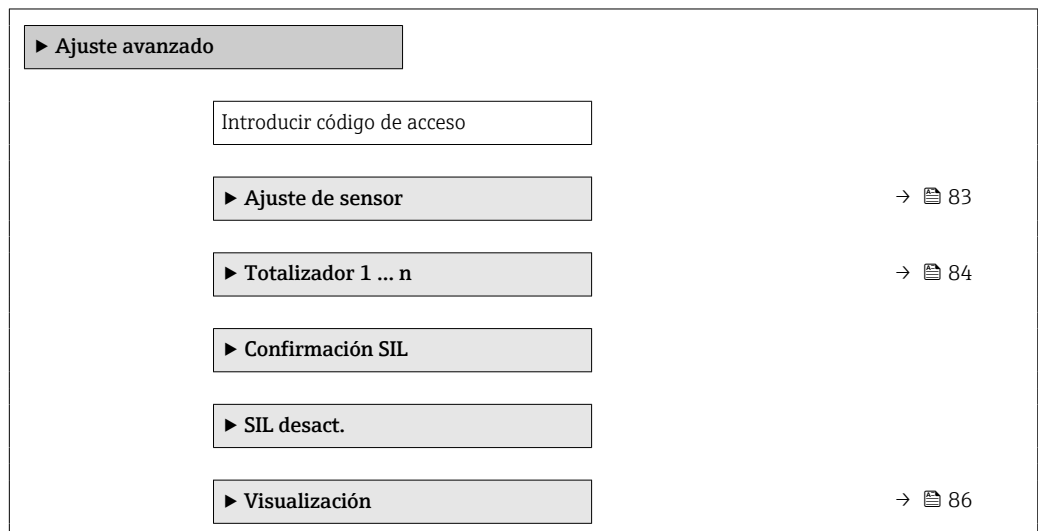 ▶ Ajuste avanzado
Introducir código de acceso
▶ Ajuste de sensor → 83
▶ Totalizador 1 ... n → 84
▶ Confirmación SIL
▶ SIL desact.
▶ Visualización → 86